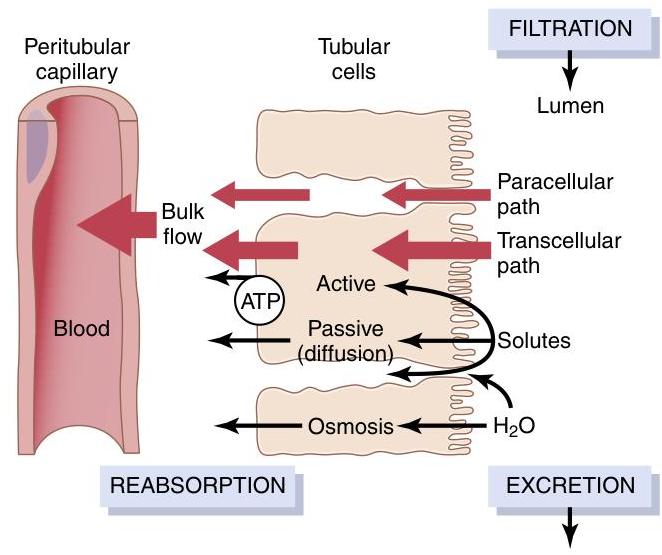 FILTRATION
Peritubular
capillary
Tubular
cells
Lumen
Paracellular
path
Bulk
flow
Transcellular
path
Active
ATP
Blood
Passive
(diffusion)
Solutes
Osmosis
H₂O
REABSORPTION
EXCRETION